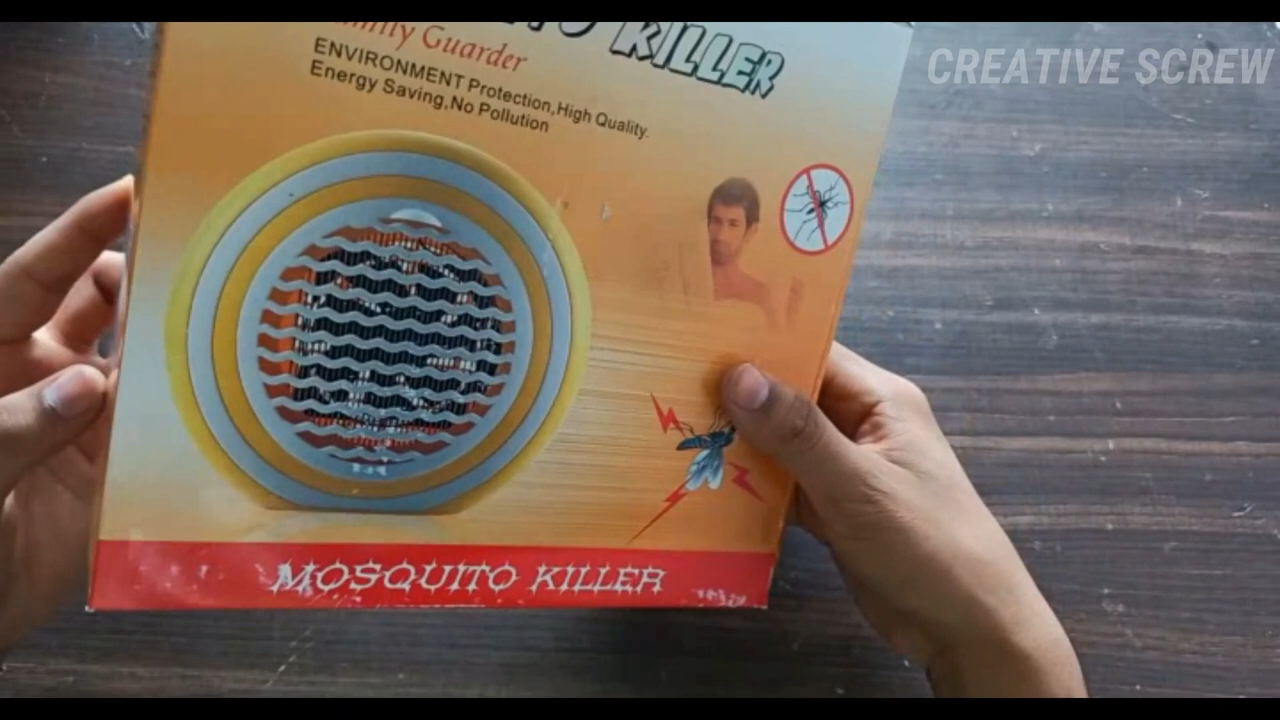 KILLER
CREATIVE SCREW
Guarder
ENVIRONMENT Protection,High Quality.
Energy Saving,No Pollution
MOSQUITO KILLER